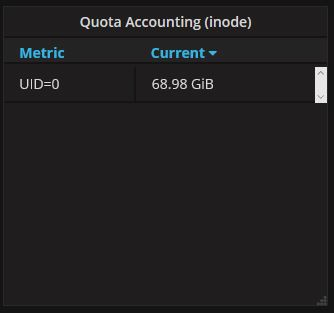 Quota Accounting (inode)
Metric Current
UID=0 68.98 GiB